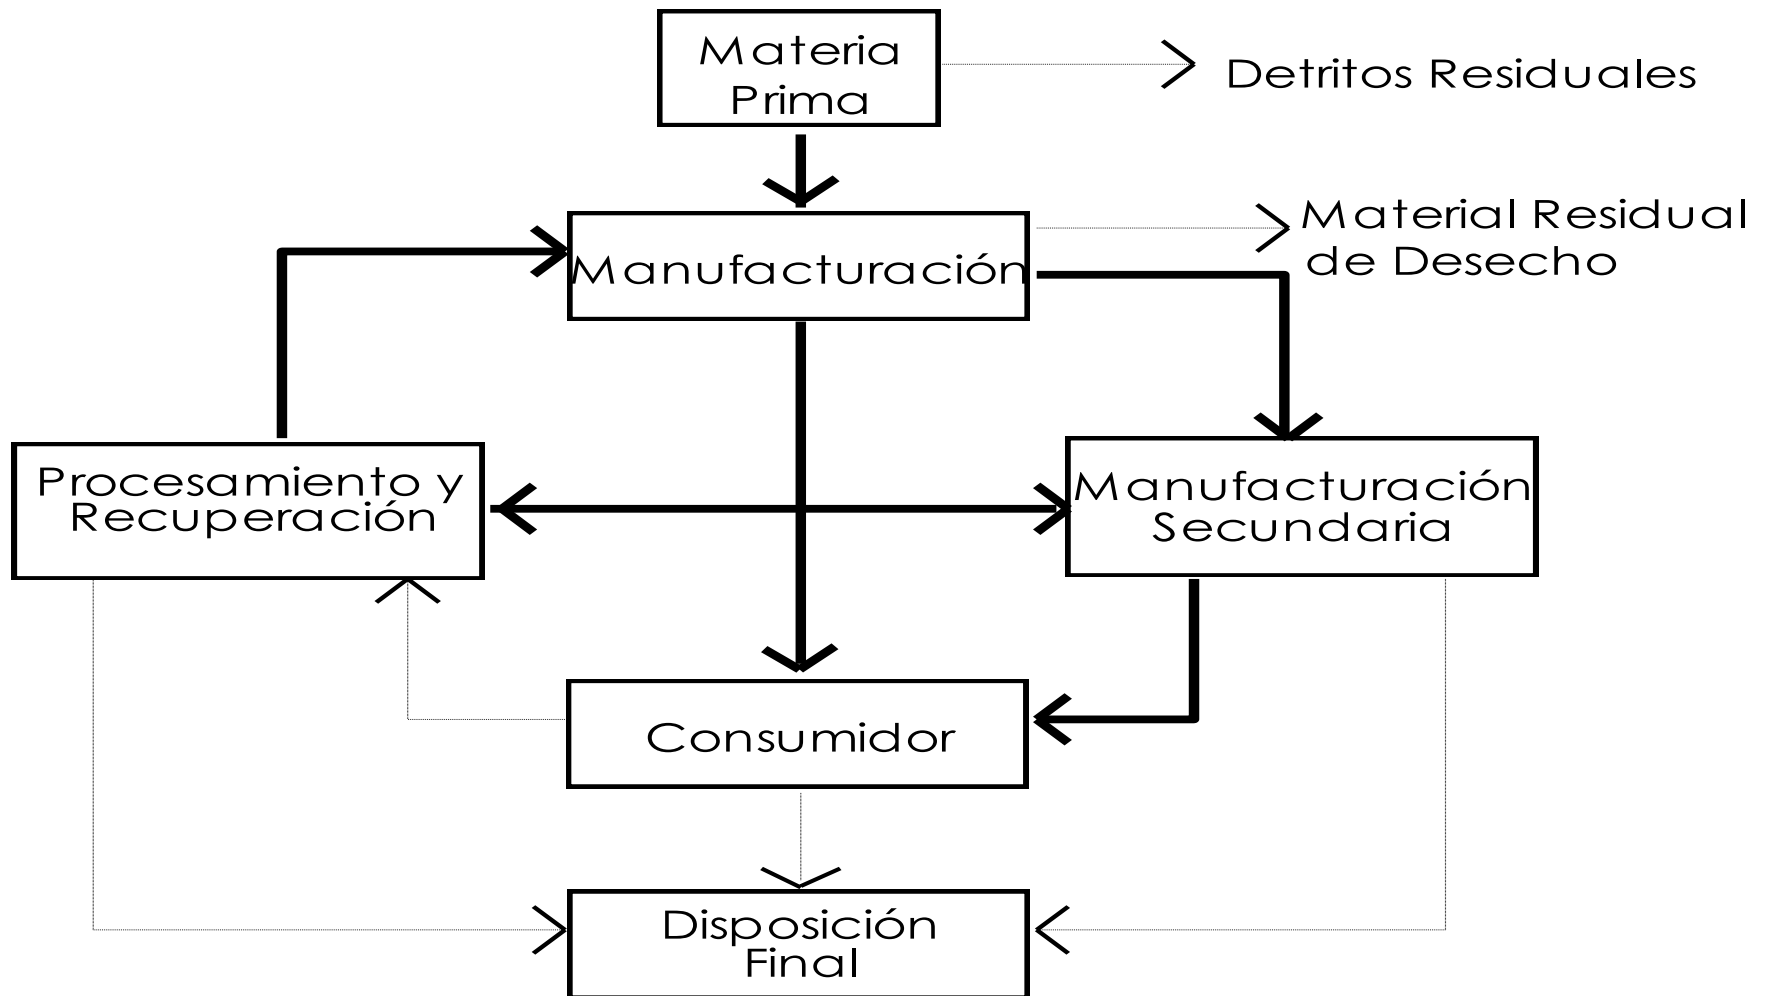 Materia
Prima
Detritos Residuales
Material Residual
de Desecho
Manufacturación
Procesamiento y
Recuperación
Manufacturación
Secundaria
Consumidor
Disposición
Final